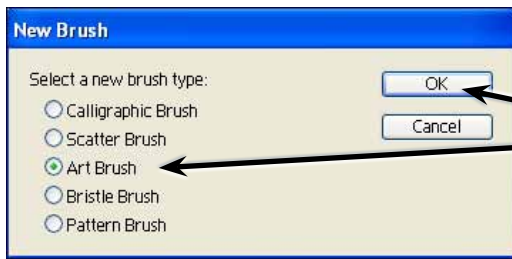 New Brush
Select a new brush type:
Calligraphic Brush
Scatter Brush
Art Brush
Bristle Brush
Pattern Brush
OK
Cancel